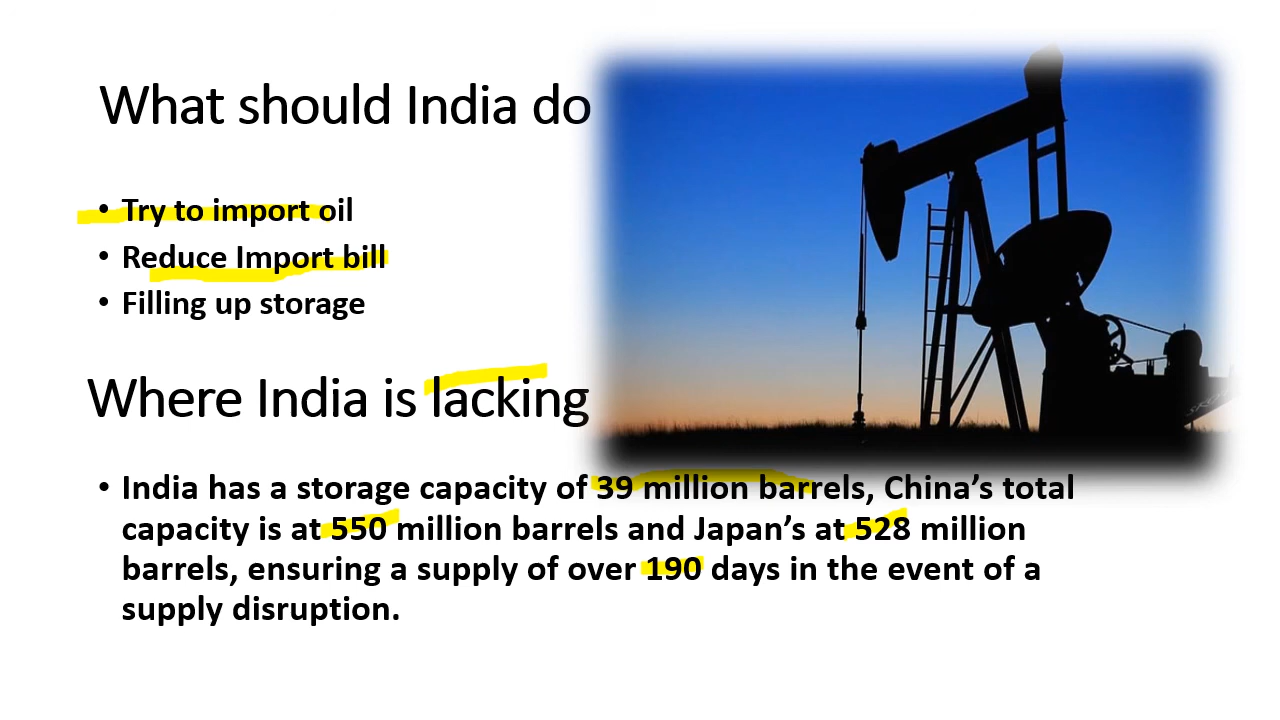 What should India do
• Try to import oil
• Reduce Import bill
• Filling up storage
Where India is lacking
• India has a storage capacity of 39 million barrels, China’s total
capacity is at 550 million barrels and Japan’s at 528 million
barrels, ensuring a supply of over 190 days in the event of a
supply disruption.